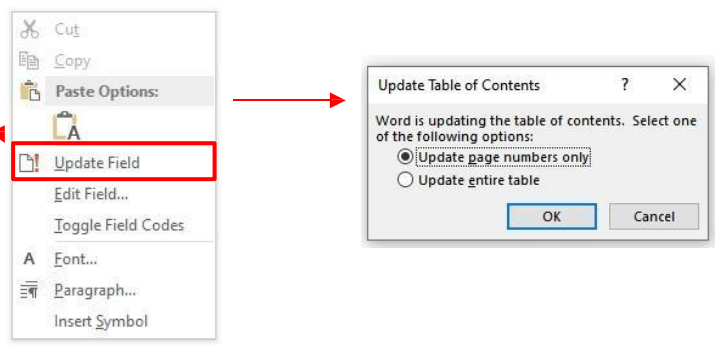 Cut
Copy
Paste Options:
A
Update Field
Edit Field...
Toggle Field Codes
A Font...
Paragraph...
Insert Symbol
Update Table of Contents ? X
Word is updating the table of contents. Select one
of the following options:
Update page numbers only
Update entire table
OK Cancel